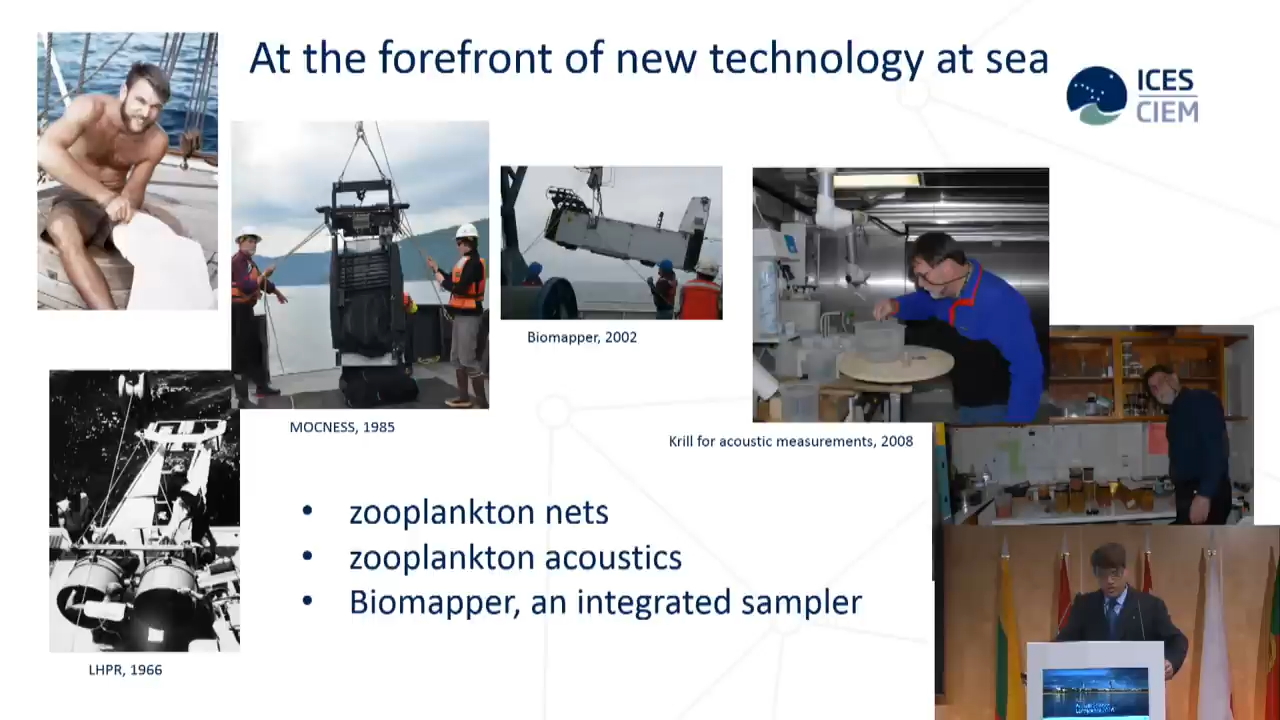 At the forefront of new technology at sea
ICES
CIEM
Biomapper, 2002
MOCNESS, 1985
Krill for acoustic measurements, 2008
• zooplankton nets
• zooplankton acoustics
• Biomapper, an integrated sampler
LHPR, 1966